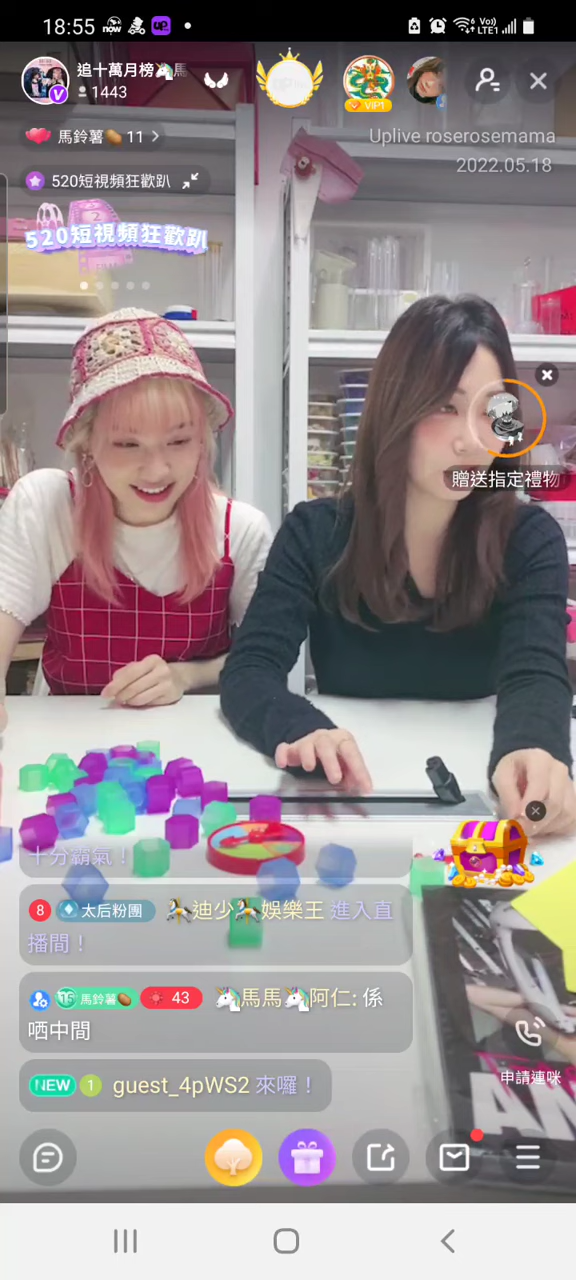 18:55
追十萬月榜🦄馬
1443
VIP1
馬鈴薯🥔 11 >
Uplive roserosemama
2022.05.18
520短視頻狂歡趴
520短視頻狂歡趴
贈送指定禮物
十分霸氣！
8 太后粉團 🎠迪少🎠娛樂王 進入直
播間！
馬鈴薯🥔 43 🦄馬馬🦄阿仁: 係
哂中間
NEW 1 guest_4pWS2 來囉！
申請連咪